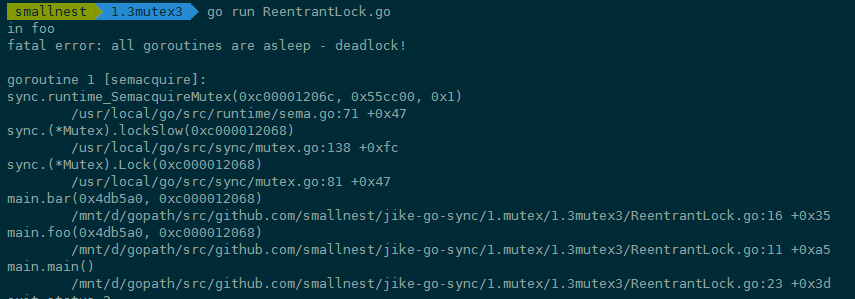 smallnest 1.3mutex3 go run ReentrantLock.go
in foo
fatal error: all goroutines are asleep - deadlock!
goroutine 1 [semacquire]:
sync.runtime_SemacquireMutex(0xc00001206c, 0x55cc00, 0x1)
/usr/local/go/src/runtime/sema.go:71 +0x47
sync.(*Mutex).lockSlow(0xc000012068)
/usr/local/go/src/sync/mutex.go:138 +0xfc
sync.(*Mutex).Lock(0xc000012068)
/usr/local/go/src/sync/mutex.go:81 +0x47
main.bar(0x4db5a0, 0xc000012068)
/mnt/d/gopath/src/github.com/smallnest/jike-go-sync/1.mutex/1.3mutex3/ReentrantLock.go:16 +0x35
main.foo(0x4db5a0, 0xc000012068)
/mnt/d/gopath/src/github.com/smallnest/jike-go-sync/1.mutex/1.3mutex3/ReentrantLock.go:11 +0xa5
main.main()
/mnt/d/gopath/src/github.com/smallnest/jike-go-sync/1.mutex/1.3mutex3/ReentrantLock.go:23 +0x3d